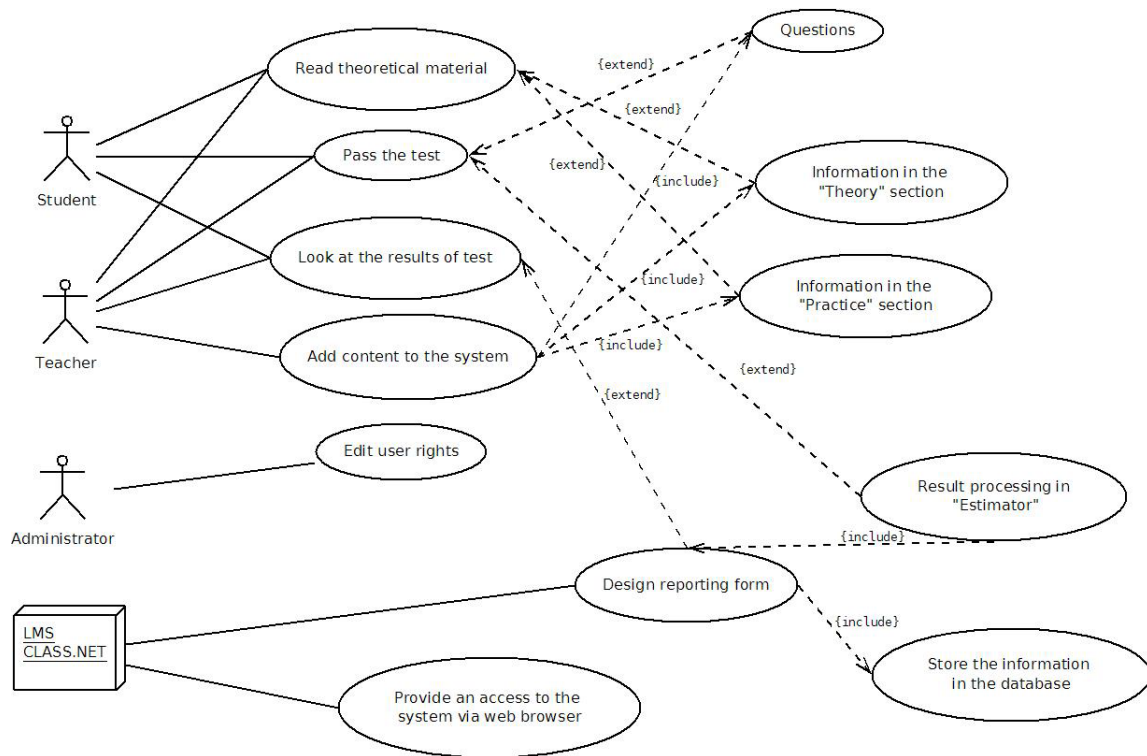 Questions
Read theoretical material
{extend}
{extend}
Pass the test
{extend}
Student
{include}
Information in the
"Theory" section
Look at the results of test
{include}
Information in the
"Practice" section
Teacher
Add content to the system
{include}
{extend}
{extend}
Edit user rights
Administrator
Result processing in
"Estimator"
{include}
Design reporting form
LMS
CLASS.NET
{include}
Store the information
in the database
Provide an access to the
system via web browser